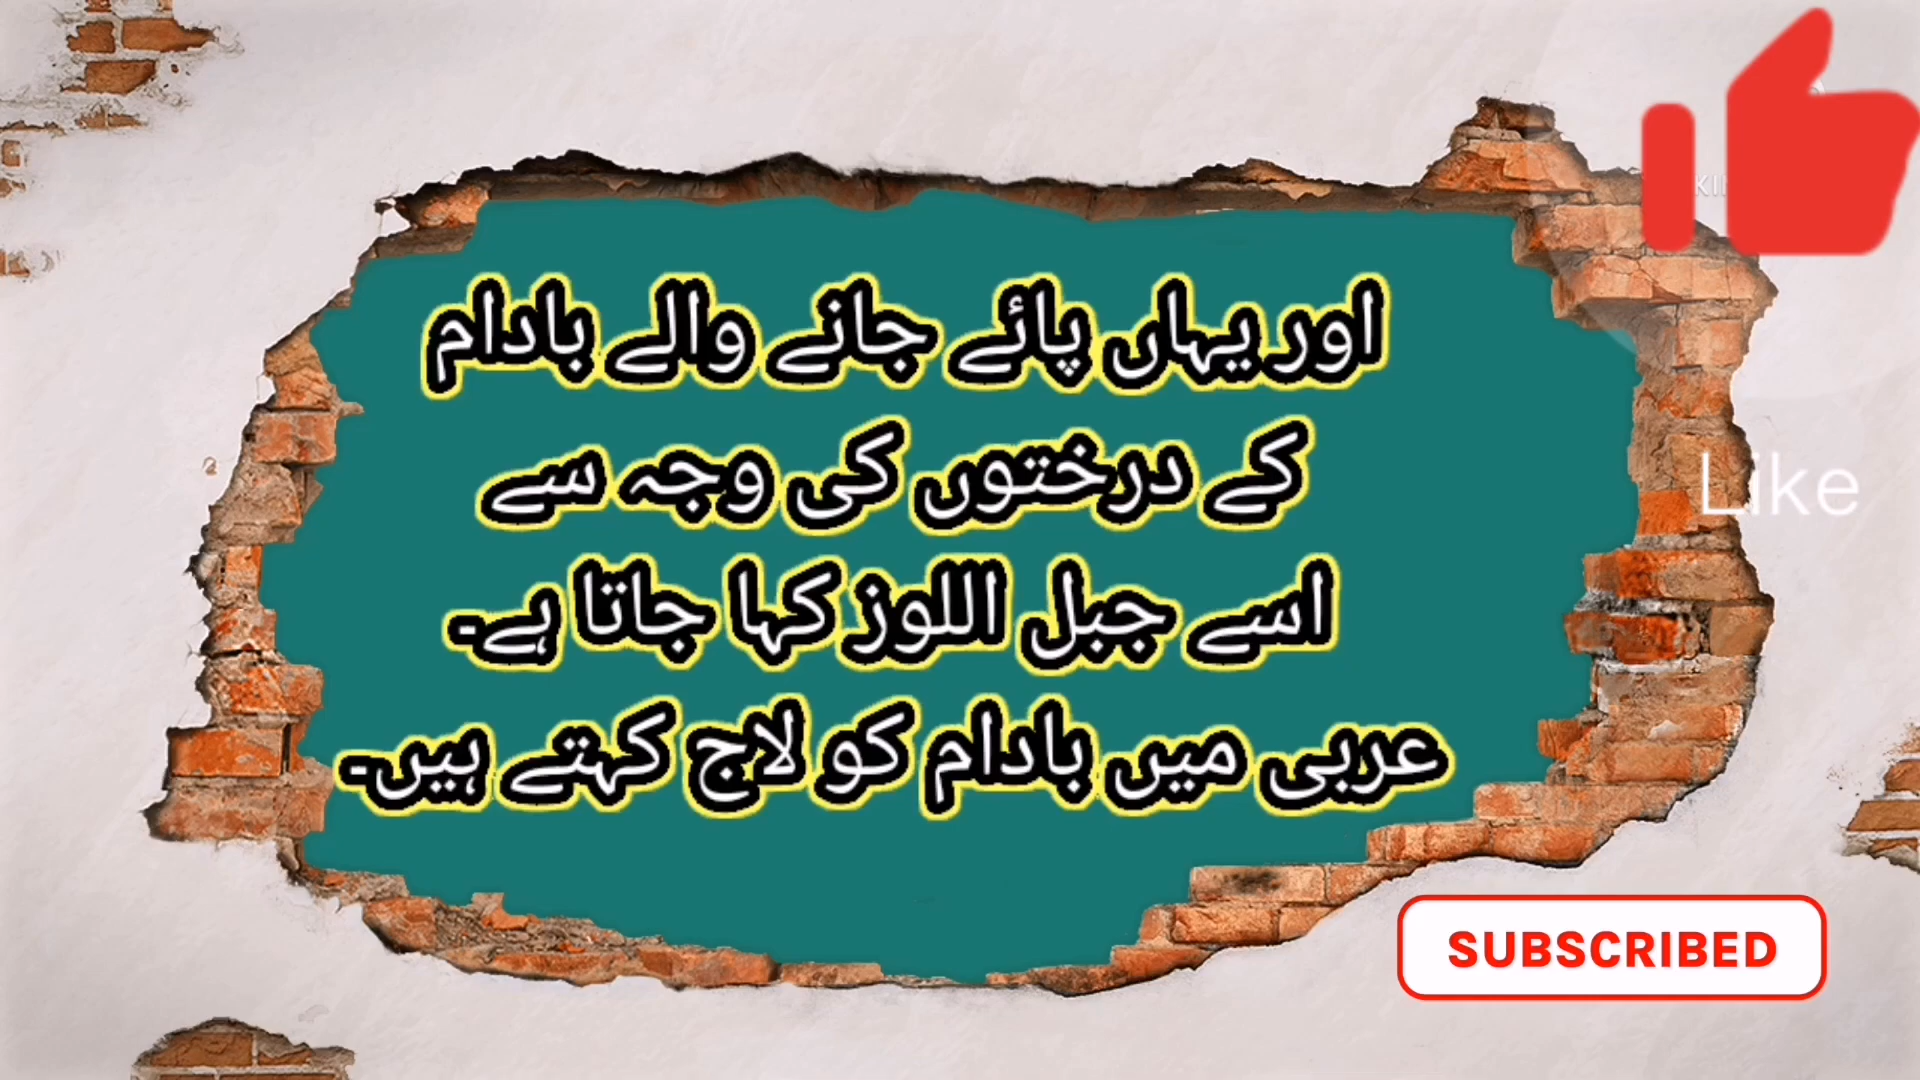 اور یہاں پائے جانے والے بادام
کے درختوں کی وجہ سے
اسے جبل اللوز کہا جاتا ہے۔
عربی میں بادام کو لاج کہتے ہیں۔
Like
SUBSCRIBED